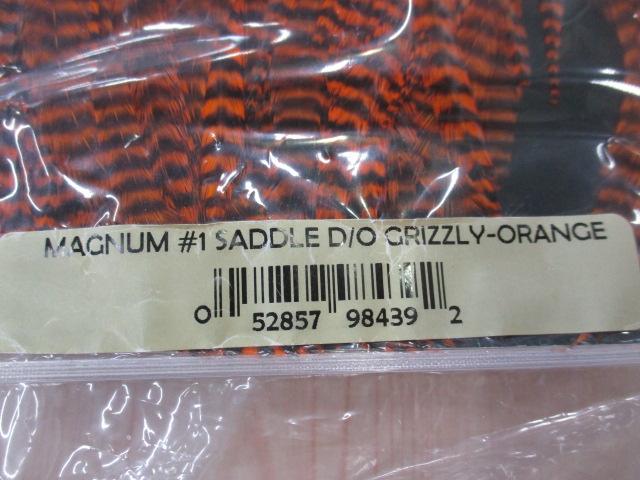 MAGNUM #1 SADDLE D/O GRIZZLY-ORANGE
0 52857 98439 2